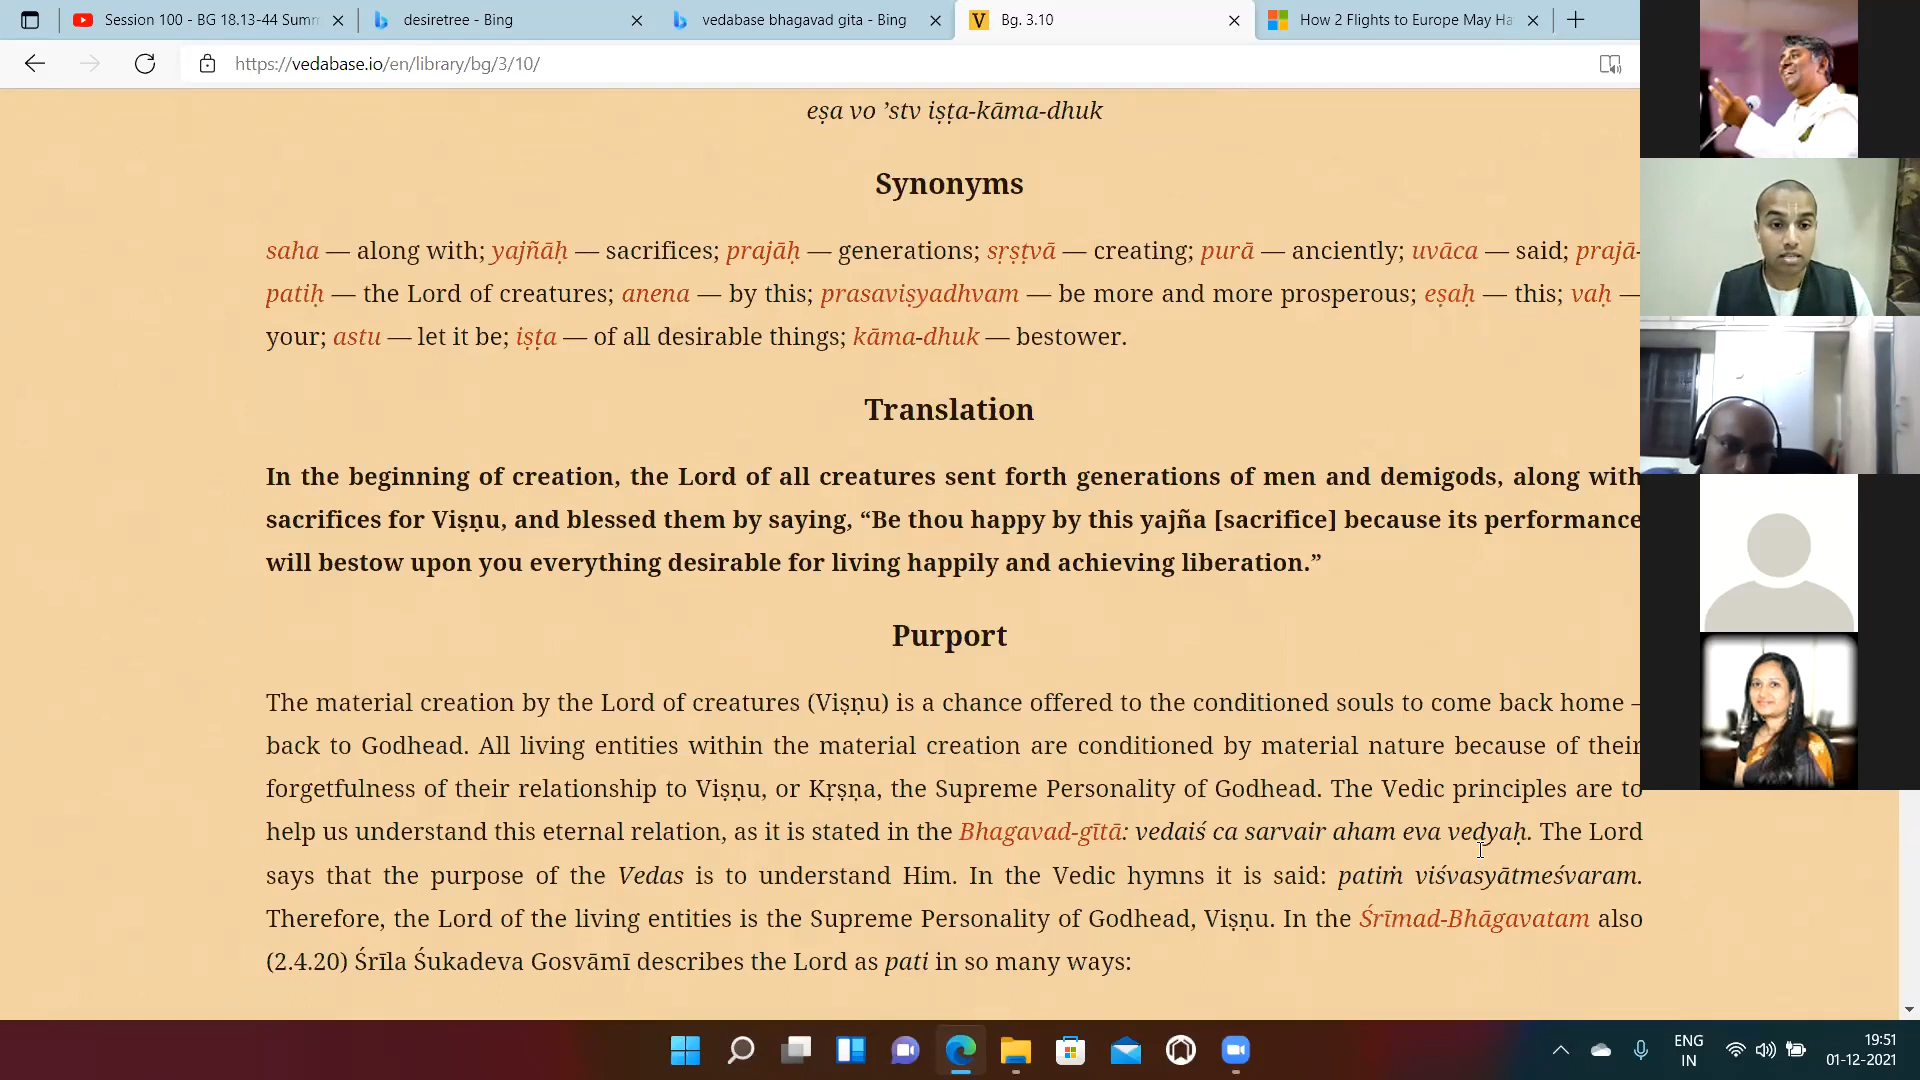 Session 100 - BG 18.13-44 Summ
desiretree - Bing
vedabase bhagavad gita - Bing
Bg. 3.10
How 2 Flights to Europe May Ha
https://vedabase.io/en/library/bg/3/10/
eṣa vo ’stv iṣṭa-kāma-dhuk
Synonyms
saha — along with; yajñāḥ — sacrifices; prajāḥ — generations; sṛṣṭvā — creating; purā — anciently; uvāca — said; prajā-
patiḥ — the Lord of creatures; anena — by this; prasaviṣyadhvam — be more and more prosperous; eṣaḥ — this; vaḥ —
your; astu — let it be; iṣṭa — of all desirable things; kāma-dhuk — bestower.
Translation
In the beginning of creation, the Lord of all creatures sent forth generations of men and demigods, along with
sacrifices for Viṣṇu, and blessed them by saying, “Be thou happy by this yajña [sacrifice] because its performance
will bestow upon you everything desirable for living happily and achieving liberation.”
Purport
The material creation by the Lord of creatures (Viṣṇu) is a chance offered to the conditioned souls to come back home –
back to Godhead. All living entities within the material creation are conditioned by material nature because of their
forgetfulness of their relationship to Viṣṇu, or Kṛṣṇa, the Supreme Personality of Godhead. The Vedic principles are to
help us understand this eternal relation, as it is stated in the Bhagavad-gītā: vedaiś ca sarvair aham eva vedyaḥ. The Lord
says that the purpose of the Vedas is to understand Him. In the Vedic hymns it is said: patiṁ viśvasyātmeśvaram.
Therefore, the Lord of the living entities is the Supreme Personality of Godhead, Viṣṇu. In the Śrīmad-Bhāgavatam also
(2.4.20) Śrīla Śukadeva Gosvāmī describes the Lord as pati in so many ways:
ENG
IN
19:51
01-12-2021